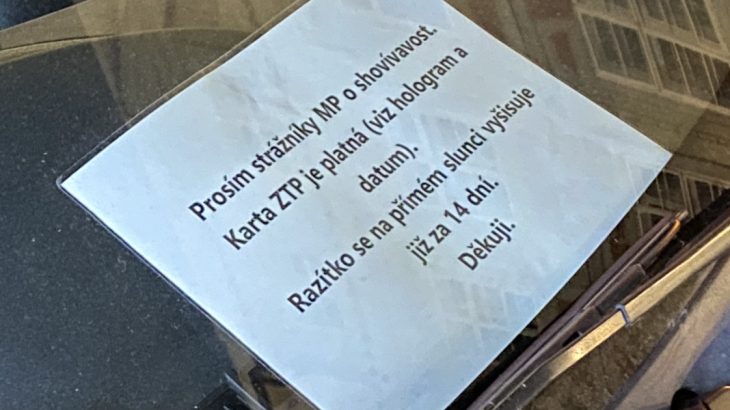 Prosím strážníky MP o shovívavost.
Karta ZTP je platná (viz hologram a
datum).
Razítko se na přímém slunci vyšisuje
již za 14 dní.
Děkuji.